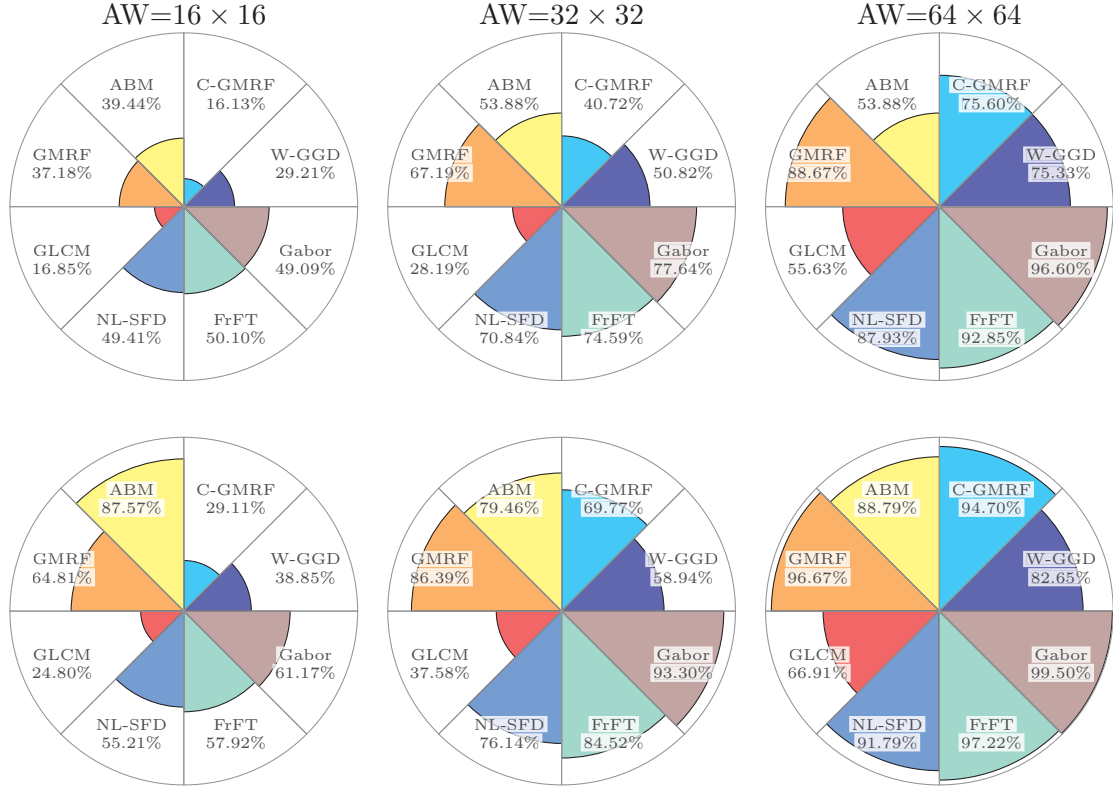 AW=16 × 16
AW=32 × 32
AW=64 × 64
ABM
39.44%
C-GMRF
16.13%
GMRF
37.18%
W-GGD
29.21%
GLCM
16.85%
Gabor
49.09%
NL-SFD
49.41%
FrFT
50.10%
ABM
53.88%
C-GMRF
40.72%
GMRF
67.19%
W-GGD
50.82%
GLCM
28.19%
Gabor
77.64%
NL-SFD
70.84%
FrFT
74.59%
ABM
53.88%
C-GMRF
75.60%
GMRF
88.67%
W-GGD
75.33%
GLCM
55.63%
Gabor
96.60%
NL-SFD
87.93%
FrFT
92.85%
ABM
87.57%
C-GMRF
29.11%
GMRF
64.81%
W-GGD
38.85%
GLCM
24.80%
Gabor
61.17%
NL-SFD
55.21%
FrFT
57.92%
ABM
79.46%
C-GMRF
69.77%
GMRF
86.39%
W-GGD
58.94%
GLCM
37.58%
Gabor
93.30%
NL-SFD
76.14%
FrFT
84.52%
ABM
88.79%
C-GMRF
94.70%
GMRF
96.67%
W-GGD
82.65%
GLCM
66.91%
Gabor
99.50%
NL-SFD
91.79%
FrFT
97.22%